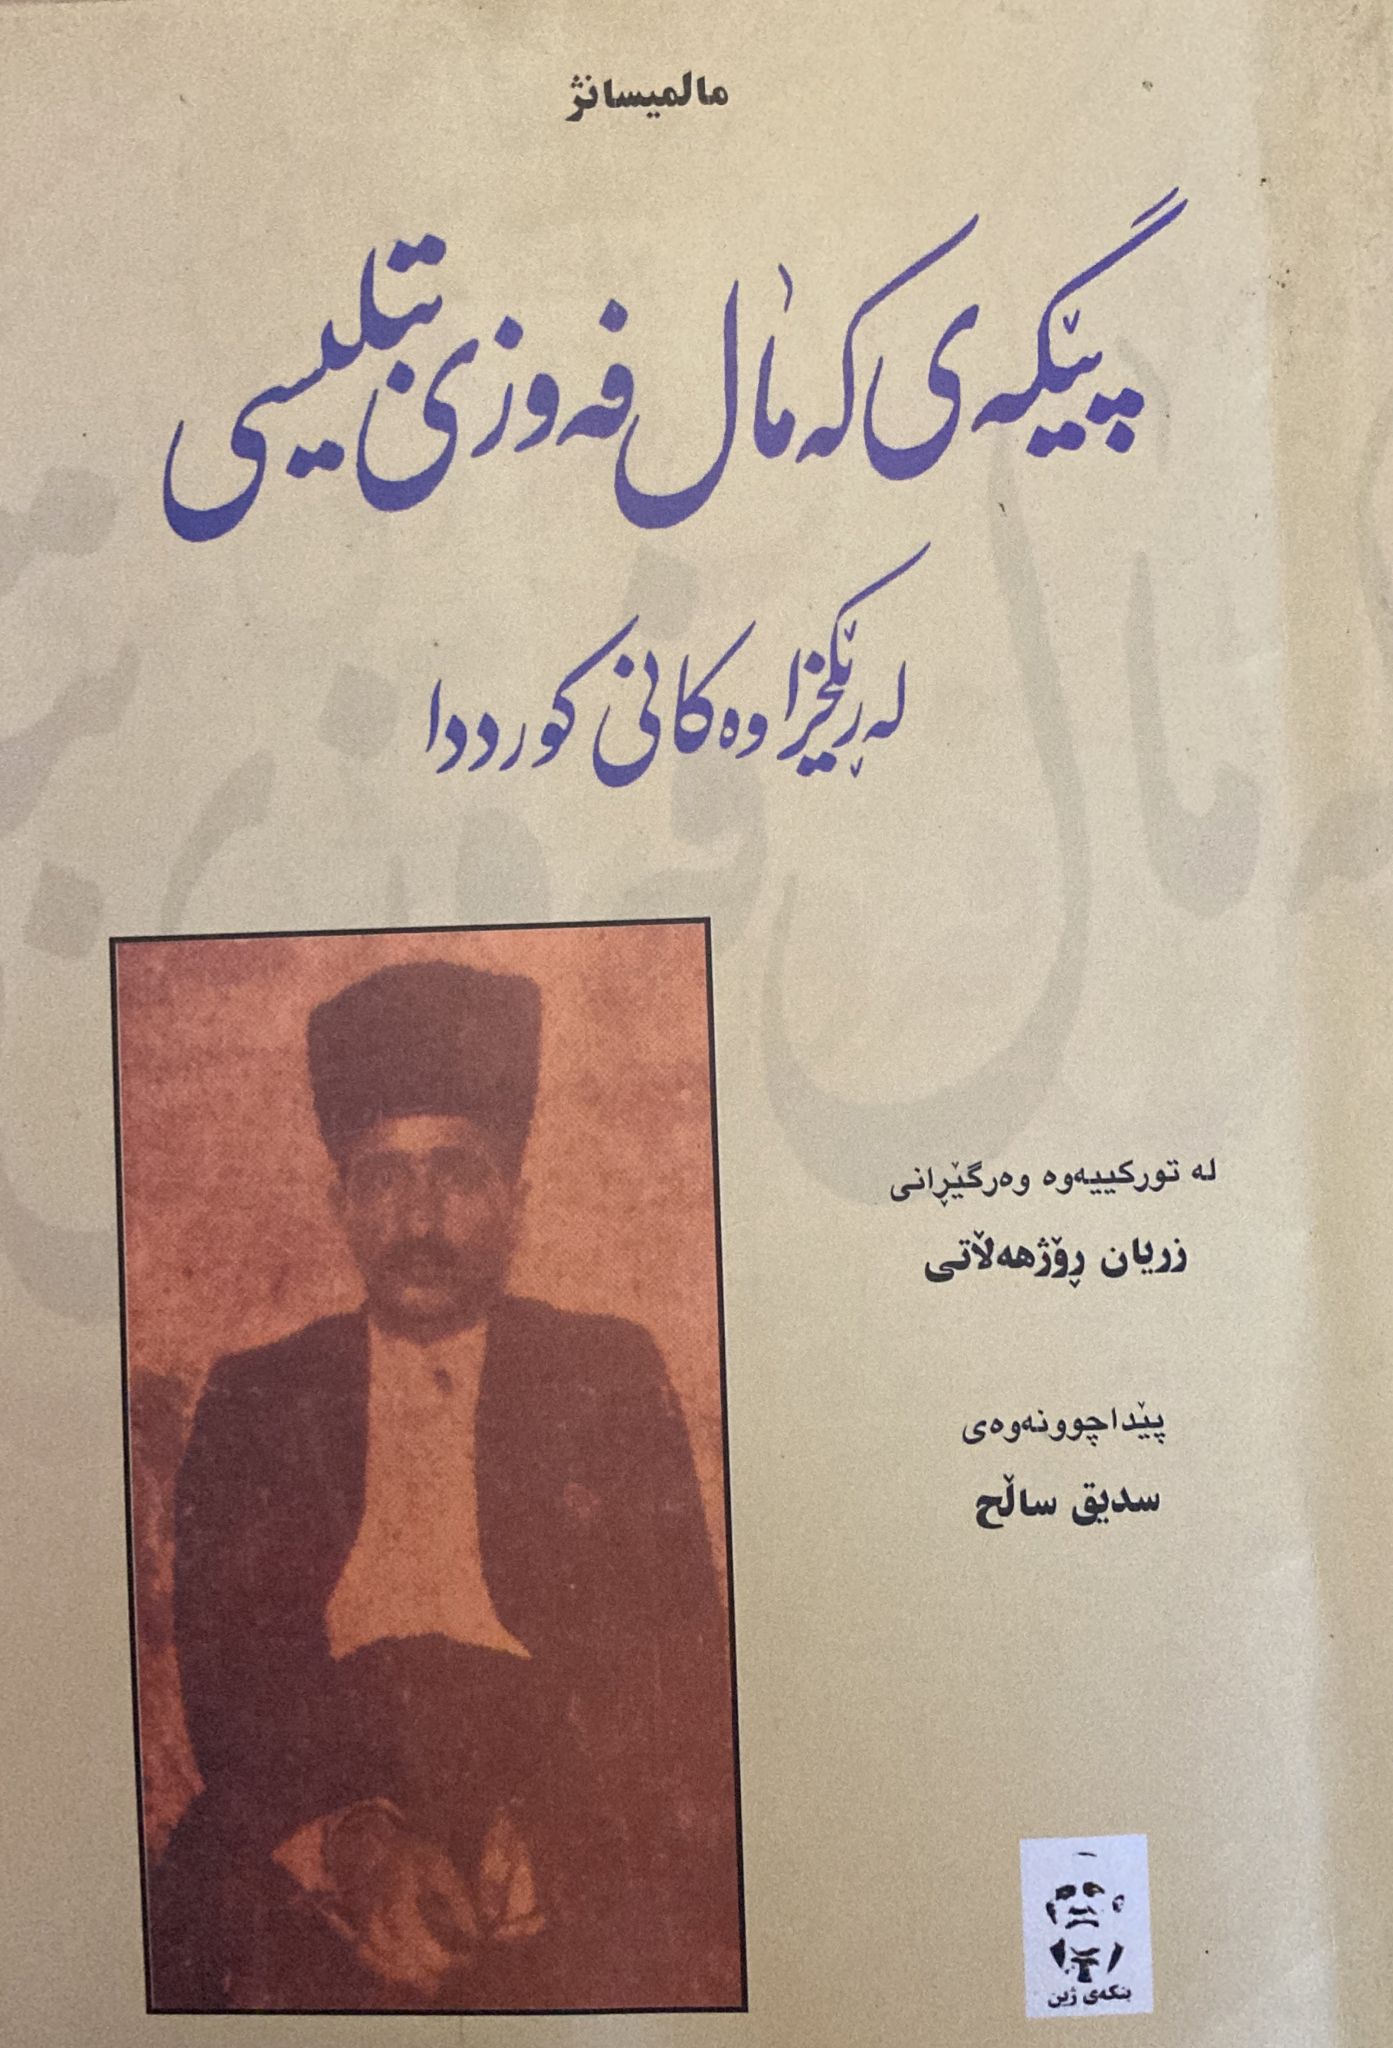 مالمیسانژ
پێگەی کەمال فەوزی بتلیسی
لە ڕێکخراوەکانی کورددا
لە تورکییەوە وەرگێڕانی
زریان ڕۆژهەڵاتی
پێداچوونەوەی
سدیق ساڵح
بنکەی ژین